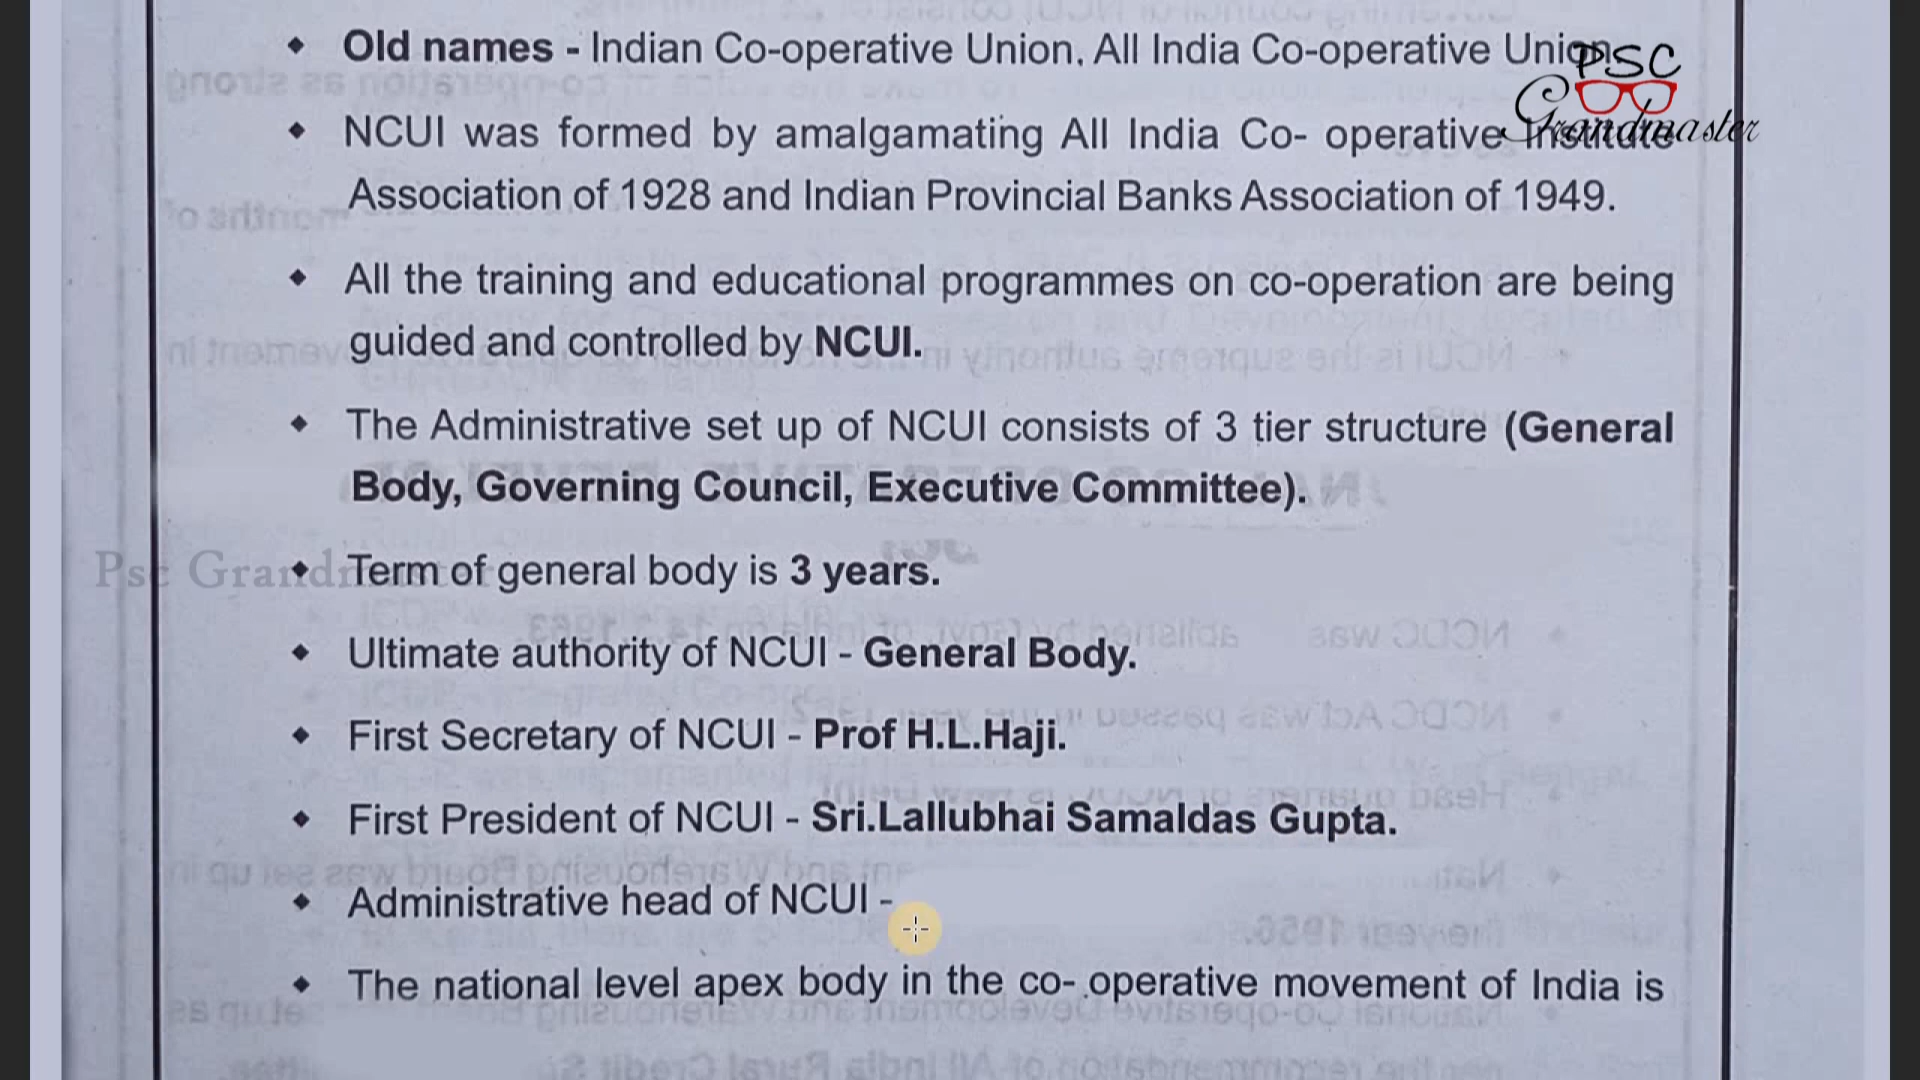 Old names - Indian Co-operative Union, All India Co-operative Union
PSC
Grandmaster
NCUI was formed by amalgamating All India Co- operative Institute
Association of 1928 and Indian Provincial Banks Association of 1949.
All the training and educational programmes on co-operation are being
guided and controlled by NCUI.
The Administrative set up of NCUI consists of 3 tier structure (General
Body, Governing Council, Executive Committee).
Psc Grandmaster
Term of general body is 3 years.
Ultimate authority of NCUI - General Body.
First Secretary of NCUI - Prof H.L.Haji.
First President of NCUI - Sri.Lallubhai Samaldas Gupta.
Administrative head of NCUI -
The national level apex body in the co- operative movement of India is